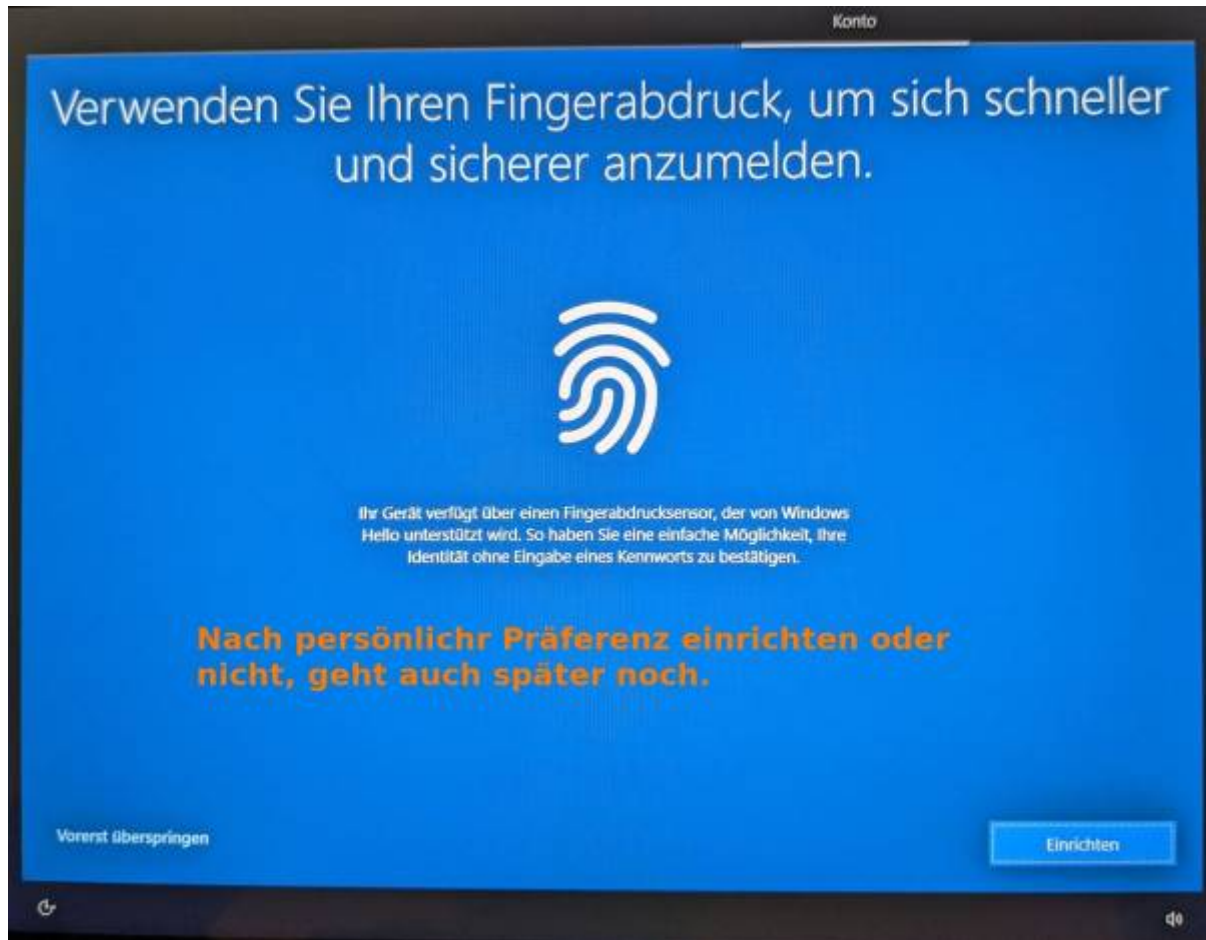 Konto
Verwenden Sie Ihren Fingerabdruck, um sich schneller
und sicherer anzumelden.
Ihr Gerät verfügt über einen Fingerabdrucksensor, der von Windows
Hello unterstützt wird. So haben Sie eine einfache Möglichkeit, Ihre
Identität ohne Eingabe eines Kennworts zu bestätigen.
Nach persönlichr Präferenz einrichten oder
nicht, geht auch später noch.
Vorerst überspringen
Einrichten